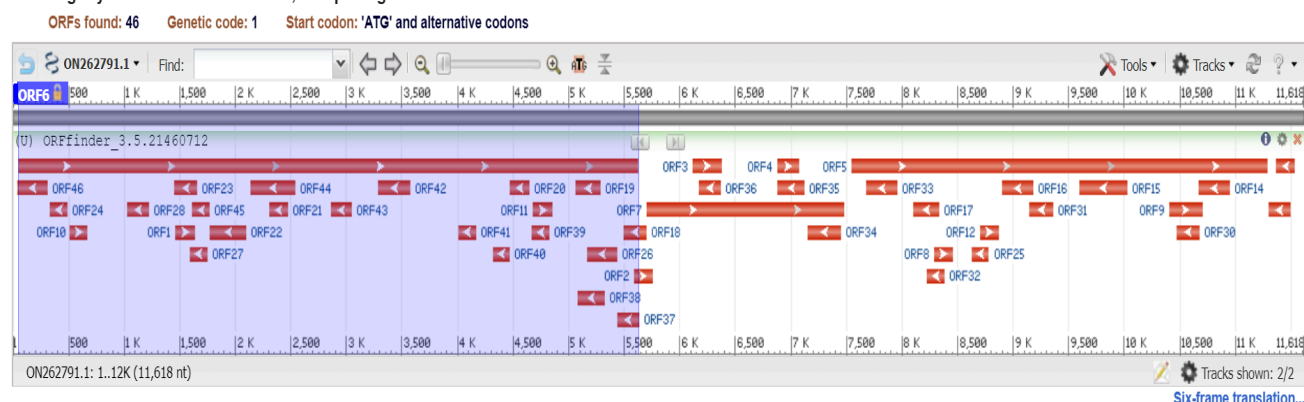 ORFs found: 46 Genetic code: 1 Start codon: 'ATG' and alternative codons
ON262791.1 Find: ATG Tools Tracks ?
ORF6 500 1 K 1,500 2 K 2,500 3 K 3,500 4 K 4,500 5 K 5,500 6 K 6,500 7 K 7,500 8 K 8,500 9 K 9,500 10 K 10,500 11 K 11,618
(U) ORFfinder_3.5.21460712
ORF3 ORF4 ORF5
ORF46 ORF23 ORF44 ORF42 ORF20 ORF19 ORF36 ORF35 ORF33 ORF16 ORF15 ORF14
ORF24 ORF28 ORF45 ORF21 ORF43 ORF11 ORF7 ORF17 ORF31 ORF9
ORF10 ORF1 ORF22 ORF41 ORF39 ORF18 ORF34 ORF12 ORF30
ORF27 ORF40 ORF26 ORF8 ORF25
ORF2 ORF32
ORF38
ORF37
1 500 1 K 1,500 2 K 2,500 3 K 3,500 4 K 4,500 5 K 5,500 6 K 6,500 7 K 7,500 8 K 8,500 9 K 9,500 10 K 10,500 11 K 11,618
ON262791.1: 1..12K (11,618 nt) Tracks shown: 2/2
Six-frame translation...